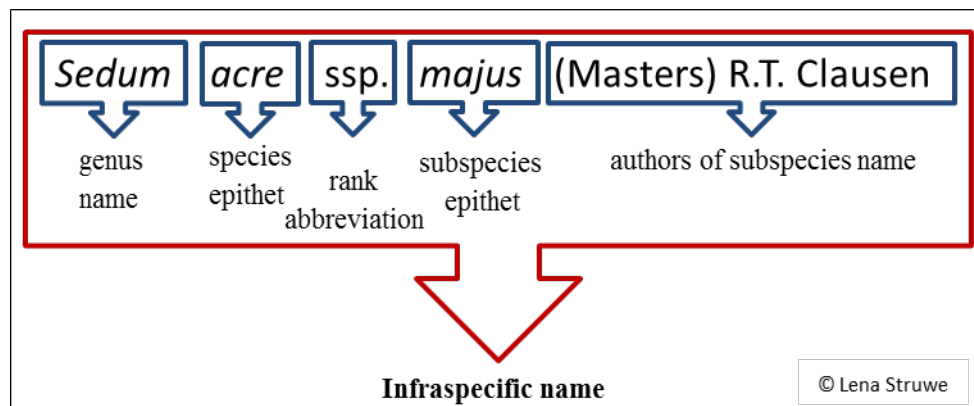 Sedum acre ssp. majus (Masters) R.T. Clausen
genus name
species epithet
rank abbreviation
subspecies epithet
authors of subspecies name
Infraspecific name
© Lena Struwe